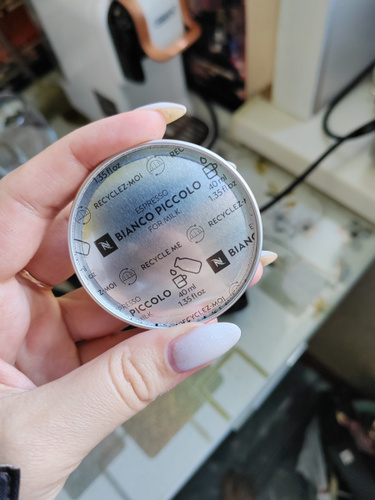 1.35 fl oz
RECYCLEZ-MOI
ESPRESSO
BIANCO PICCOLO
FOR MILK
40 ml
1.35 fl oz
RECYCLE ME
RECYCLEZ-
BIANC
PICCOLO
MILK
40 ml
1.35 fl oz
RECYCLEZ-MOI